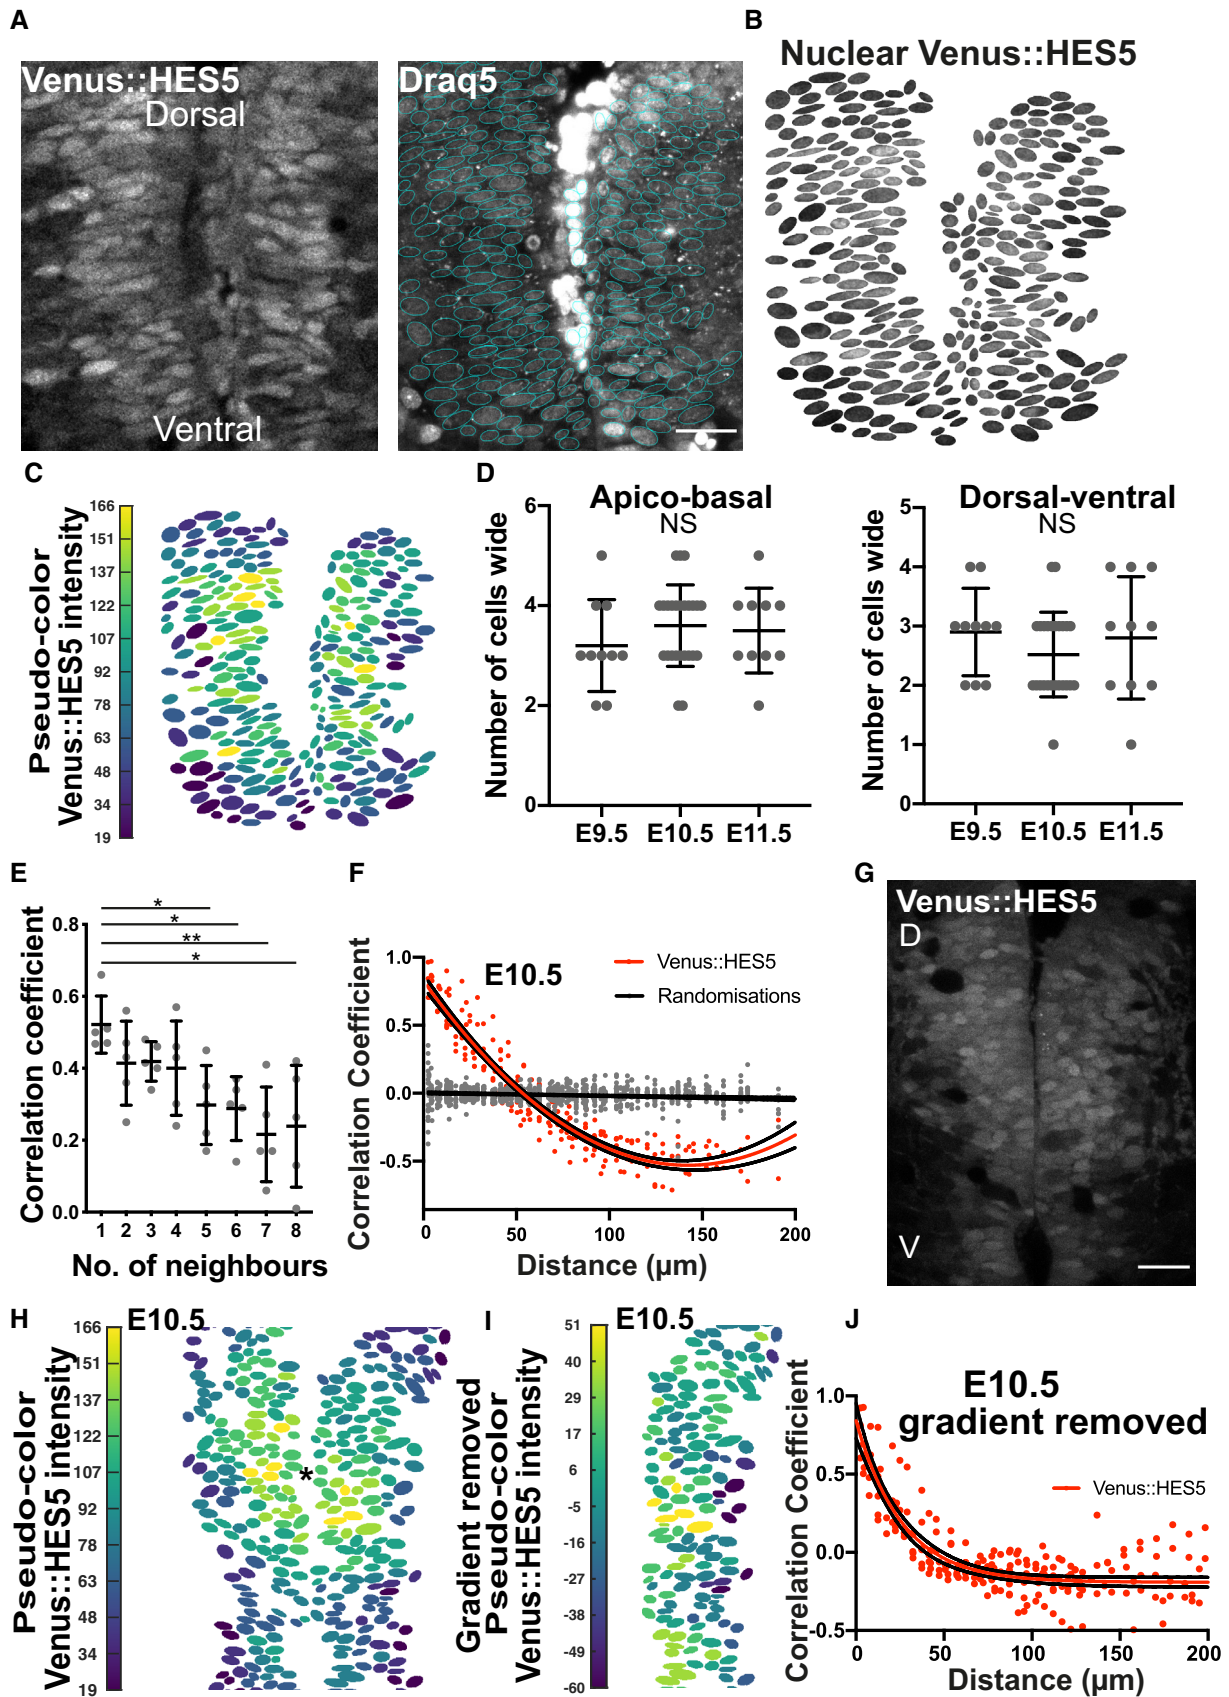 A
Venus::HES5
Dorsal
Ventral
Draq5
B
Nuclear Venus::HES5
C
Pseudo-color
Venus::HES5 intensity
166
151
137
122
107
92
78
63
48
34
19
D
Apico-basal
NS
Number of cells wide
6
4
2
0
E9.5 E10.5 E11.5
Dorsal-ventral
NS
Number of cells wide
5
4
3
2
1
0
E9.5 E10.5 E11.5
E
Correlation coefficient
*
*
**
*
0.8
0.6
0.4
0.2
0.0
1 2 3 4 5 6 7 8
No. of neighbours
F
Correlation Coefficient
E10.5
Venus::HES5
Randomisations
1.0
0.5
0.0
-0.5
0 50 100 150 200
Distance (µm)
G
Venus::HES5
D
V
H
E10.5
Pseudo-color
Venus::HES5 intensity
166
151
137
122
107
92
78
63
48
34
19
*
I
E10.5
Gradient removed
Pseudo-color
Venus::HES5 intensity
51
40
29
17
6
-5
-16
-27
-38
-49
-60
J
E10.5
gradient removed
Correlation Coefficient
Venus::HES5
1.0
0.5
0.0
-0.5
0 50 100 150 200
Distance (µm)